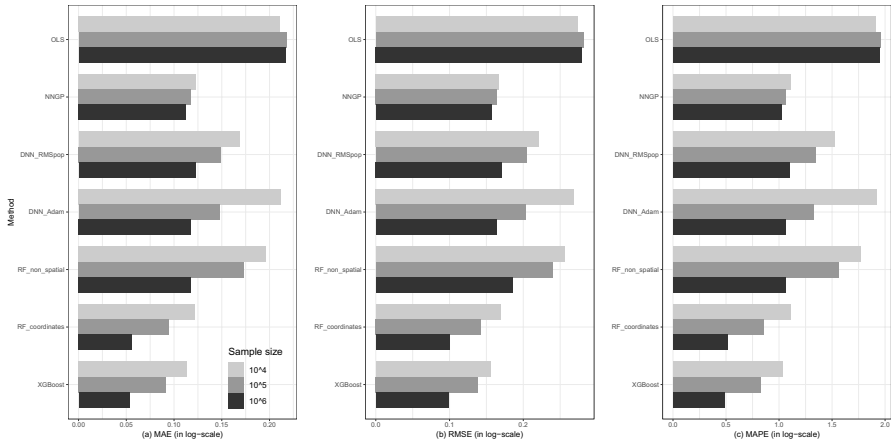 Method
OLS
NNGP
DNN_RMSpop
DNN_Adam
RF_non_spatial
RF_coordinates
XGBoost
0.00
0.05
0.10
0.15
0.20
(a) MAE (in log−scale)
Sample size
10^4
10^5
10^6
OLS
NNGP
DNN_RMSpop
DNN_Adam
RF_non_spatial
RF_coordinates
XGBoost
0.0
0.1
0.2
(b) RMSE (in log−scale)
OLS
NNGP
DNN_RMSpop
DNN_Adam
RF_non_spatial
RF_coordinates
XGBoost
0.0
0.5
1.0
1.5
2.0
(c) MAPE (in log−scale)